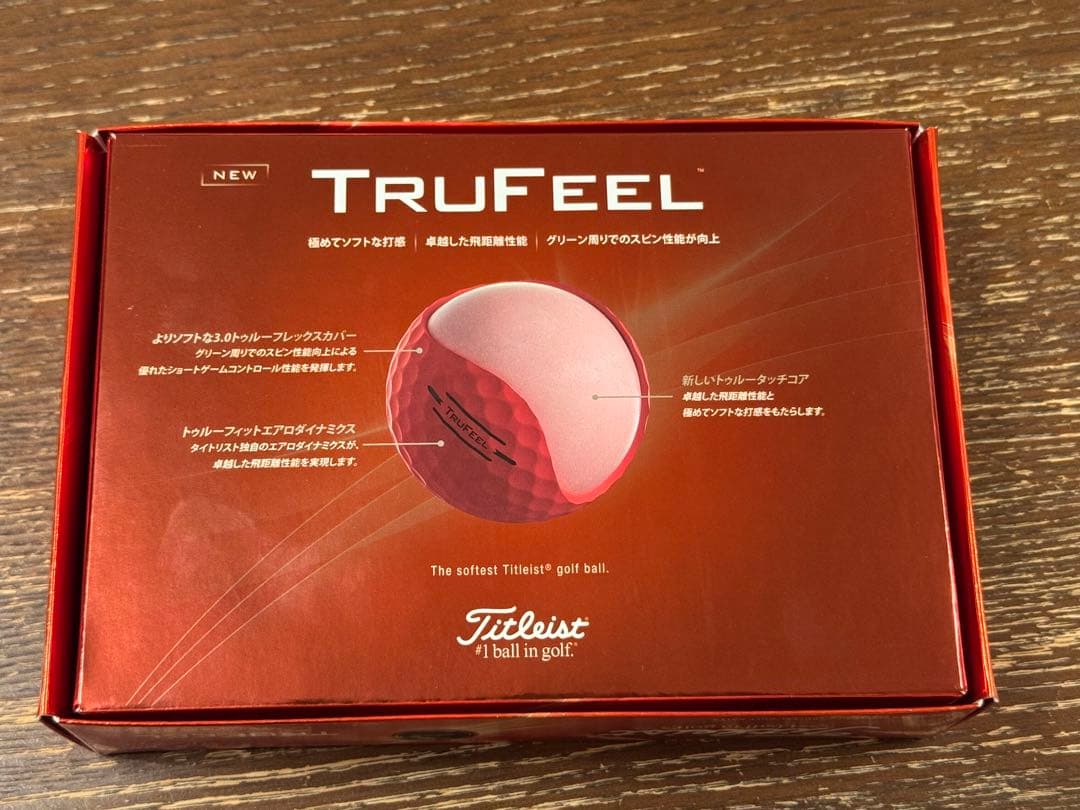 NEW
TRUFEEL™
極めてソフトな打感 | 卓越した飛距離性能 | グリーン周りでのスピン性能が向上
よりソフトな3.0トゥルーフレックスカバー
グリーン周りでのスピン性能向上による
優れたショートゲームコントロール性能を発揮します。
新しいトゥルータッチコア
卓越した飛距離性能と
極めてソフトな打感をもたらします。
トゥルーフィットエアロダイナミクス
タイトリスト独自のエアロダイナミクスが、
卓越した飛距離性能を実現します。
TRUFEEL
The softest Titleist® golf ball.
Titleist
#1 ball in golf.®